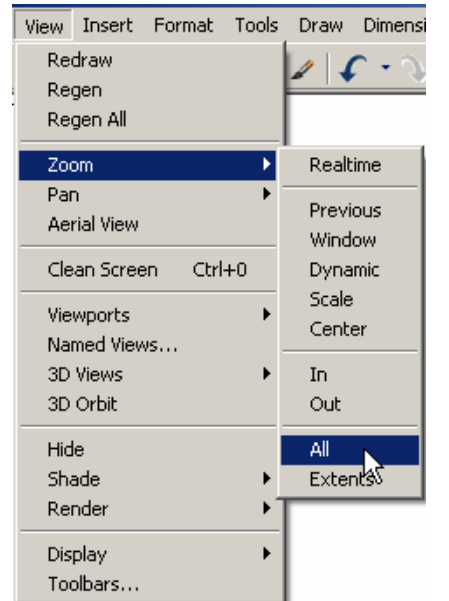 View Insert Format Tools Draw Dimensi
Redraw
Regen
Regen All
Zoom
Pan
Aerial View
Clean Screen Ctrl+0
Viewports
Named Views...
3D Views
3D Orbit
Hide
Shade
Render
Display
Toolbars...
Realtime
Previous
Window
Dynamic
Scale
Center
In
Out
All
Extents